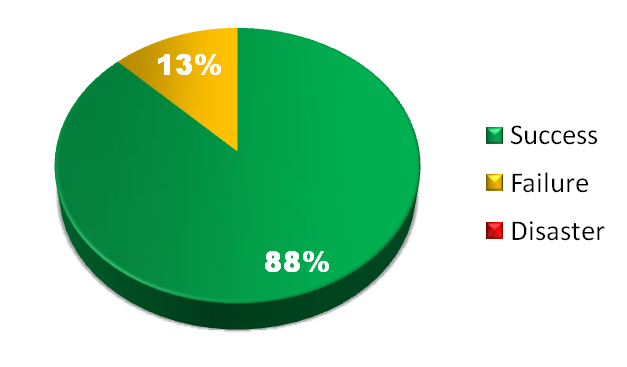 13%
88%
Success
Failure
Disaster